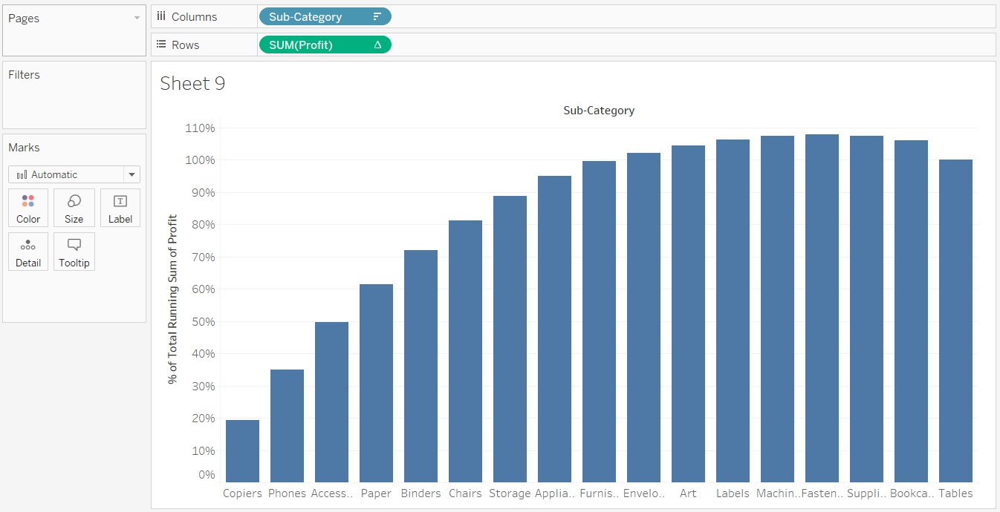 Pages
Columns
Sub-Category
Rows
SUM(Profit)
Filters
Marks
Automatic
Color
Size
T
Label
Detail
Tooltip
Sheet 9
Sub-Category
% of Total Running Sum of Profit
110%
100%
90%
80%
70%
60%
50%
40%
30%
20%
10%
0%
Copiers Phones Access.. Paper Binders Chairs Storage Applia.. Furnis.. Envelo.. Art Labels Machin.. Fasten.. Suppli.. Bookca.. Tables